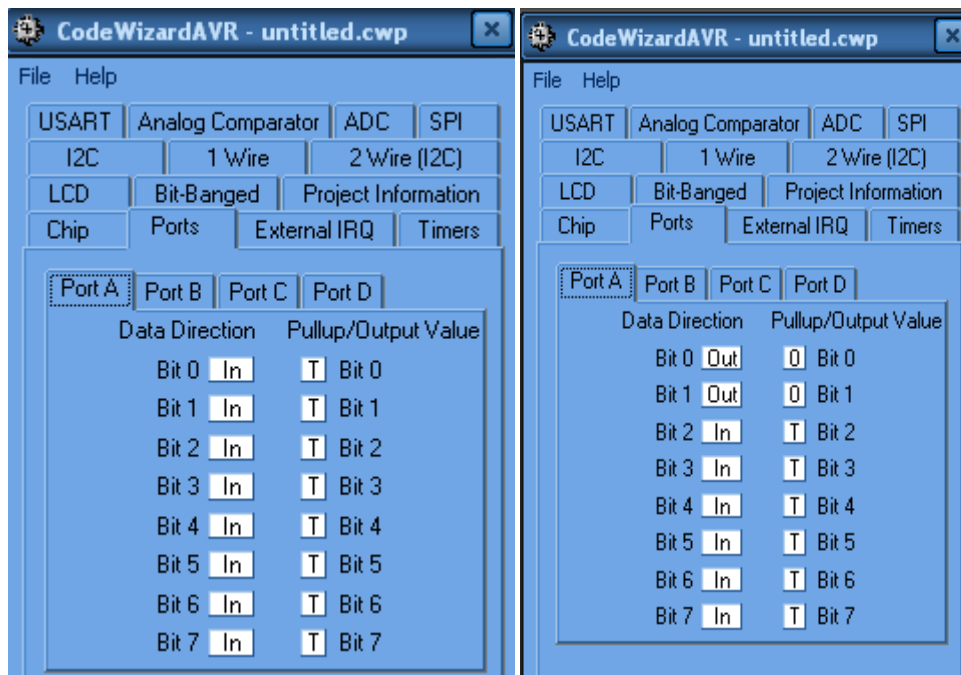 CodeWizardAVR - untitled.cwp
File Help
USART Analog Comparator ADC SPI
I2C 1 Wire 2 Wire (I2C)
LCD Bit-Banged Project Information
Chip Ports External IRQ Timers
Port A Port B Port C Port D
Data Direction Pullup/Output Value
Bit 0 In T Bit 0
Bit 1 In T Bit 1
Bit 2 In T Bit 2
Bit 3 In T Bit 3
Bit 4 In T Bit 4
Bit 5 In T Bit 5
Bit 6 In T Bit 6
Bit 7 In T Bit 7
CodeWizardAVR - untitled.cwp
File Help
USART Analog Comparator ADC SPI
I2C 1 Wire 2 Wire (I2C)
LCD Bit-Banged Project Information
Chip Ports External IRQ Timers
Port A Port B Port C Port D
Data Direction Pullup/Output Value
Bit 0 Out 0 Bit 0
Bit 1 Out 0 Bit 1
Bit 2 In T Bit 2
Bit 3 In T Bit 3
Bit 4 In T Bit 4
Bit 5 In T Bit 5
Bit 6 In T Bit 6
Bit 7 In T Bit 7